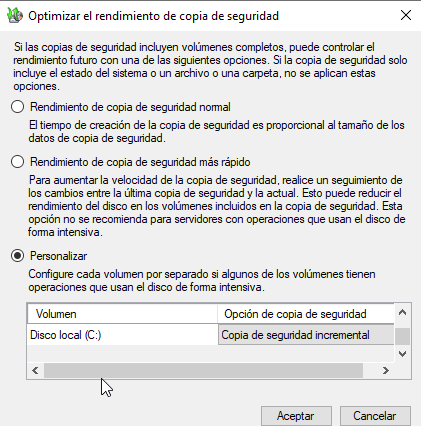 Optimizar el rendimiento de copia de seguridad
Si las copias de seguridad incluyen volúmenes completos, puede controlar el
rendimiento futuro con una de las siguientes opciones. Si la copia de seguridad solo
incluye el estado del sistema o un archivo o una carpeta, no se aplican estas
opciones.
Rendimiento de copia de seguridad normal
El tiempo de creación de la copia de seguridad es proporcional al tamaño de los
datos de copia de seguridad.
Rendimiento de copia de seguridad más rápido
Para aumentar la velocidad de la copia de seguridad, realice un seguimiento de
los cambios entre la última copia de seguridad y la actual. Esto puede reducir el
rendimiento del disco en los volúmenes incluidos en la copia de seguridad. Esta
opción no se recomienda para servidores con operaciones que usan el disco de
forma intensiva.
Personalizar
Configure cada volumen por separado si algunos de los volúmenes tienen
operaciones que usan el disco de forma intensiva.
Volumen Opción de copia de seguridad
Disco local (C:) Copia de seguridad incremental
Aceptar Cancelar